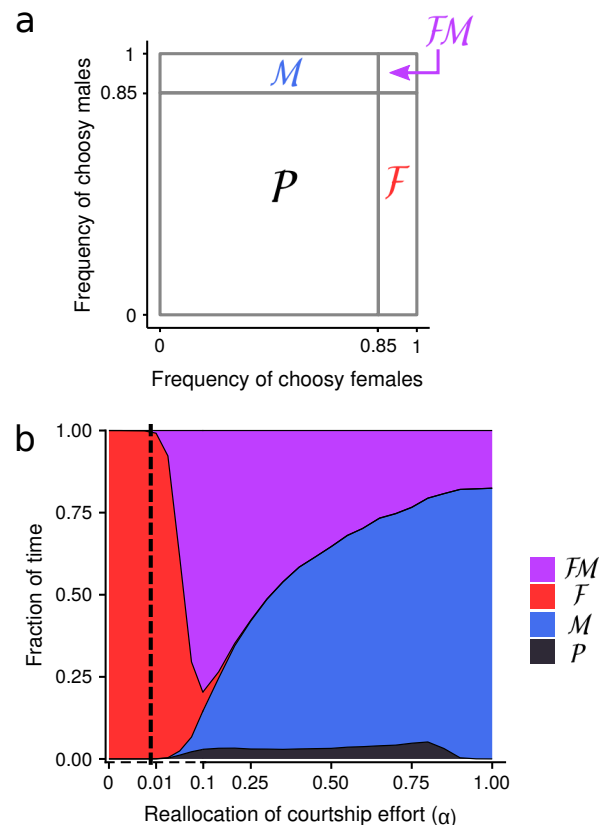 a
ℱℳ
1
ℳ
0.85
Frequency of choosy males
𝒫
ℱ
0
0
0.85
1
Frequency of choosy females
b
1.00
0.75
0.50
0.25
0.00
Fraction of time
ℱℳ
ℱ
ℳ
𝒫
0
0.01
0.1
0.25
0.50
0.75
1.00
Reallocation of courtship effort (α)